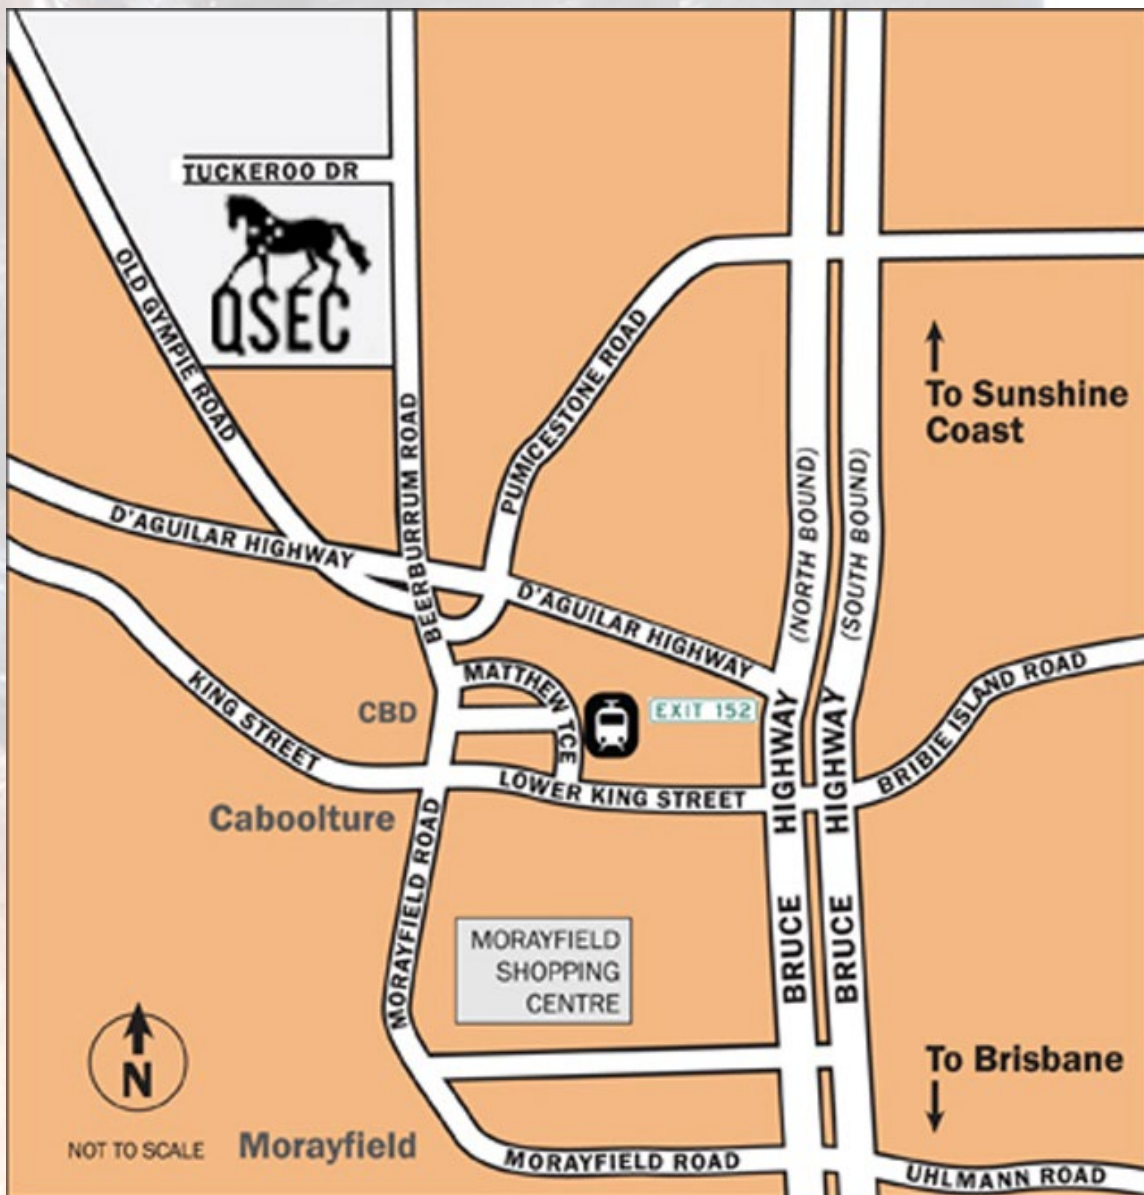 TUCKEROO DR
QSEC
OLD GYMPIE ROAD
BEERBURRUM ROAD
PUMICESTONE ROAD
To Sunshine
Coast
D'AGUILAR HIGHWAY
(NORTH BOUND)
(SOUTH BOUND)
D'AGUILAR HIGHWAY
KING STREET
CBD
MATTHEW TCE
EXIT 152
BRIBIE ISLAND ROAD
LOWER KING STREET
BRUCE HIGHWAY
BRUCE HIGHWAY
Caboolture
MORAYFIELD ROAD
MORAYFIELD
SHOPPING
CENTRE
N
NOT TO SCALE
To Brisbane
Morayfield
MORAYFIELD ROAD
UHLMANN ROAD